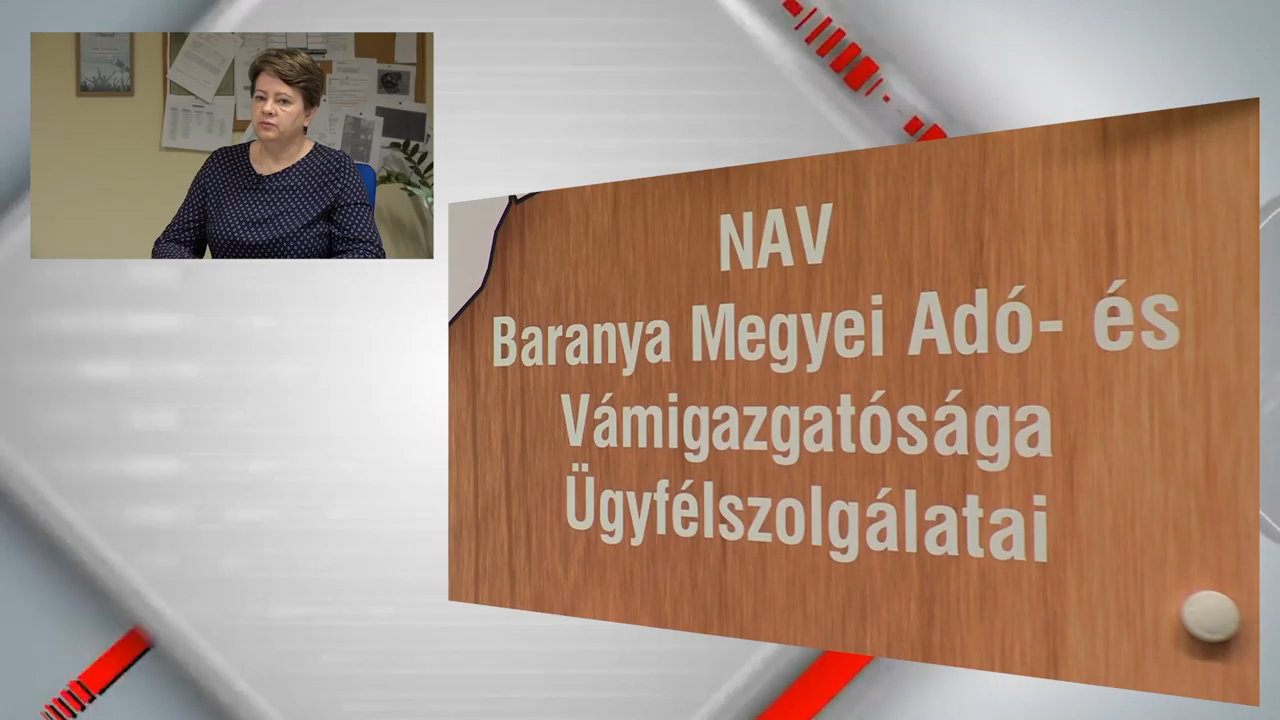 NAV
Baranya Megyei Adó- és
Vámigazgatósága
Ügyfélszolgálatai